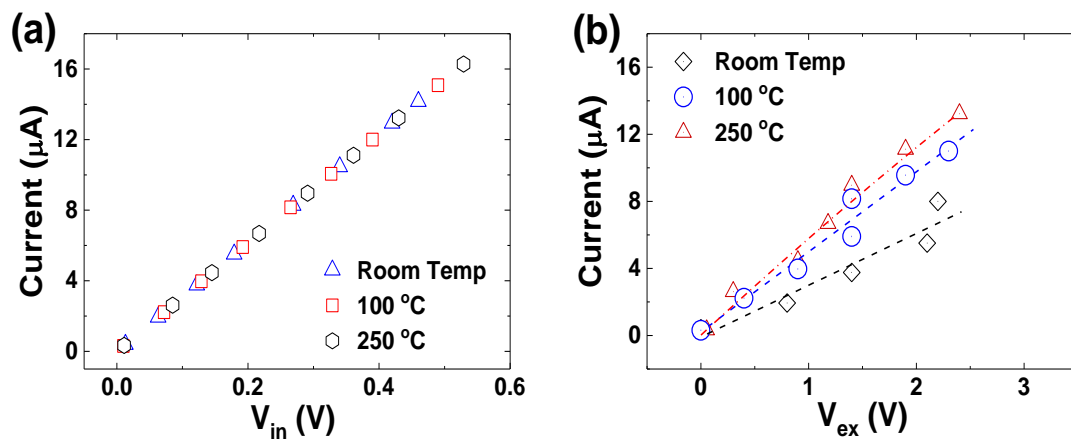 (a)
16
12
8
4
0
Current (μA)
0.0 0.2 0.4 0.6
V_in (V)
Room Temp
100 °C
250 °C
(b)
16
12
8
4
0
Current (μA)
0 1 2 3
V_ex (V)
Room Temp
100 °C
250 °C